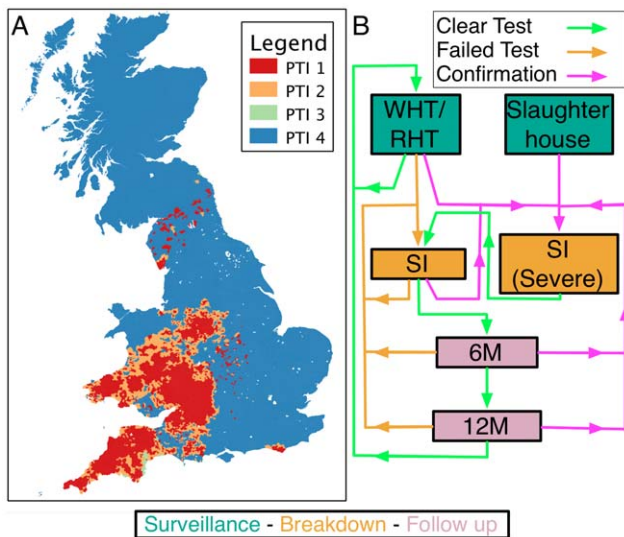 A
Legend
PTI 1
PTI 2
PTI 3
PTI 4
B
Clear Test
Failed Test
Confirmation
WHT/
RHT
Slaughter
house
SI
SI
(Severe)
6M
12M
Surveillance - Breakdown - Follow up